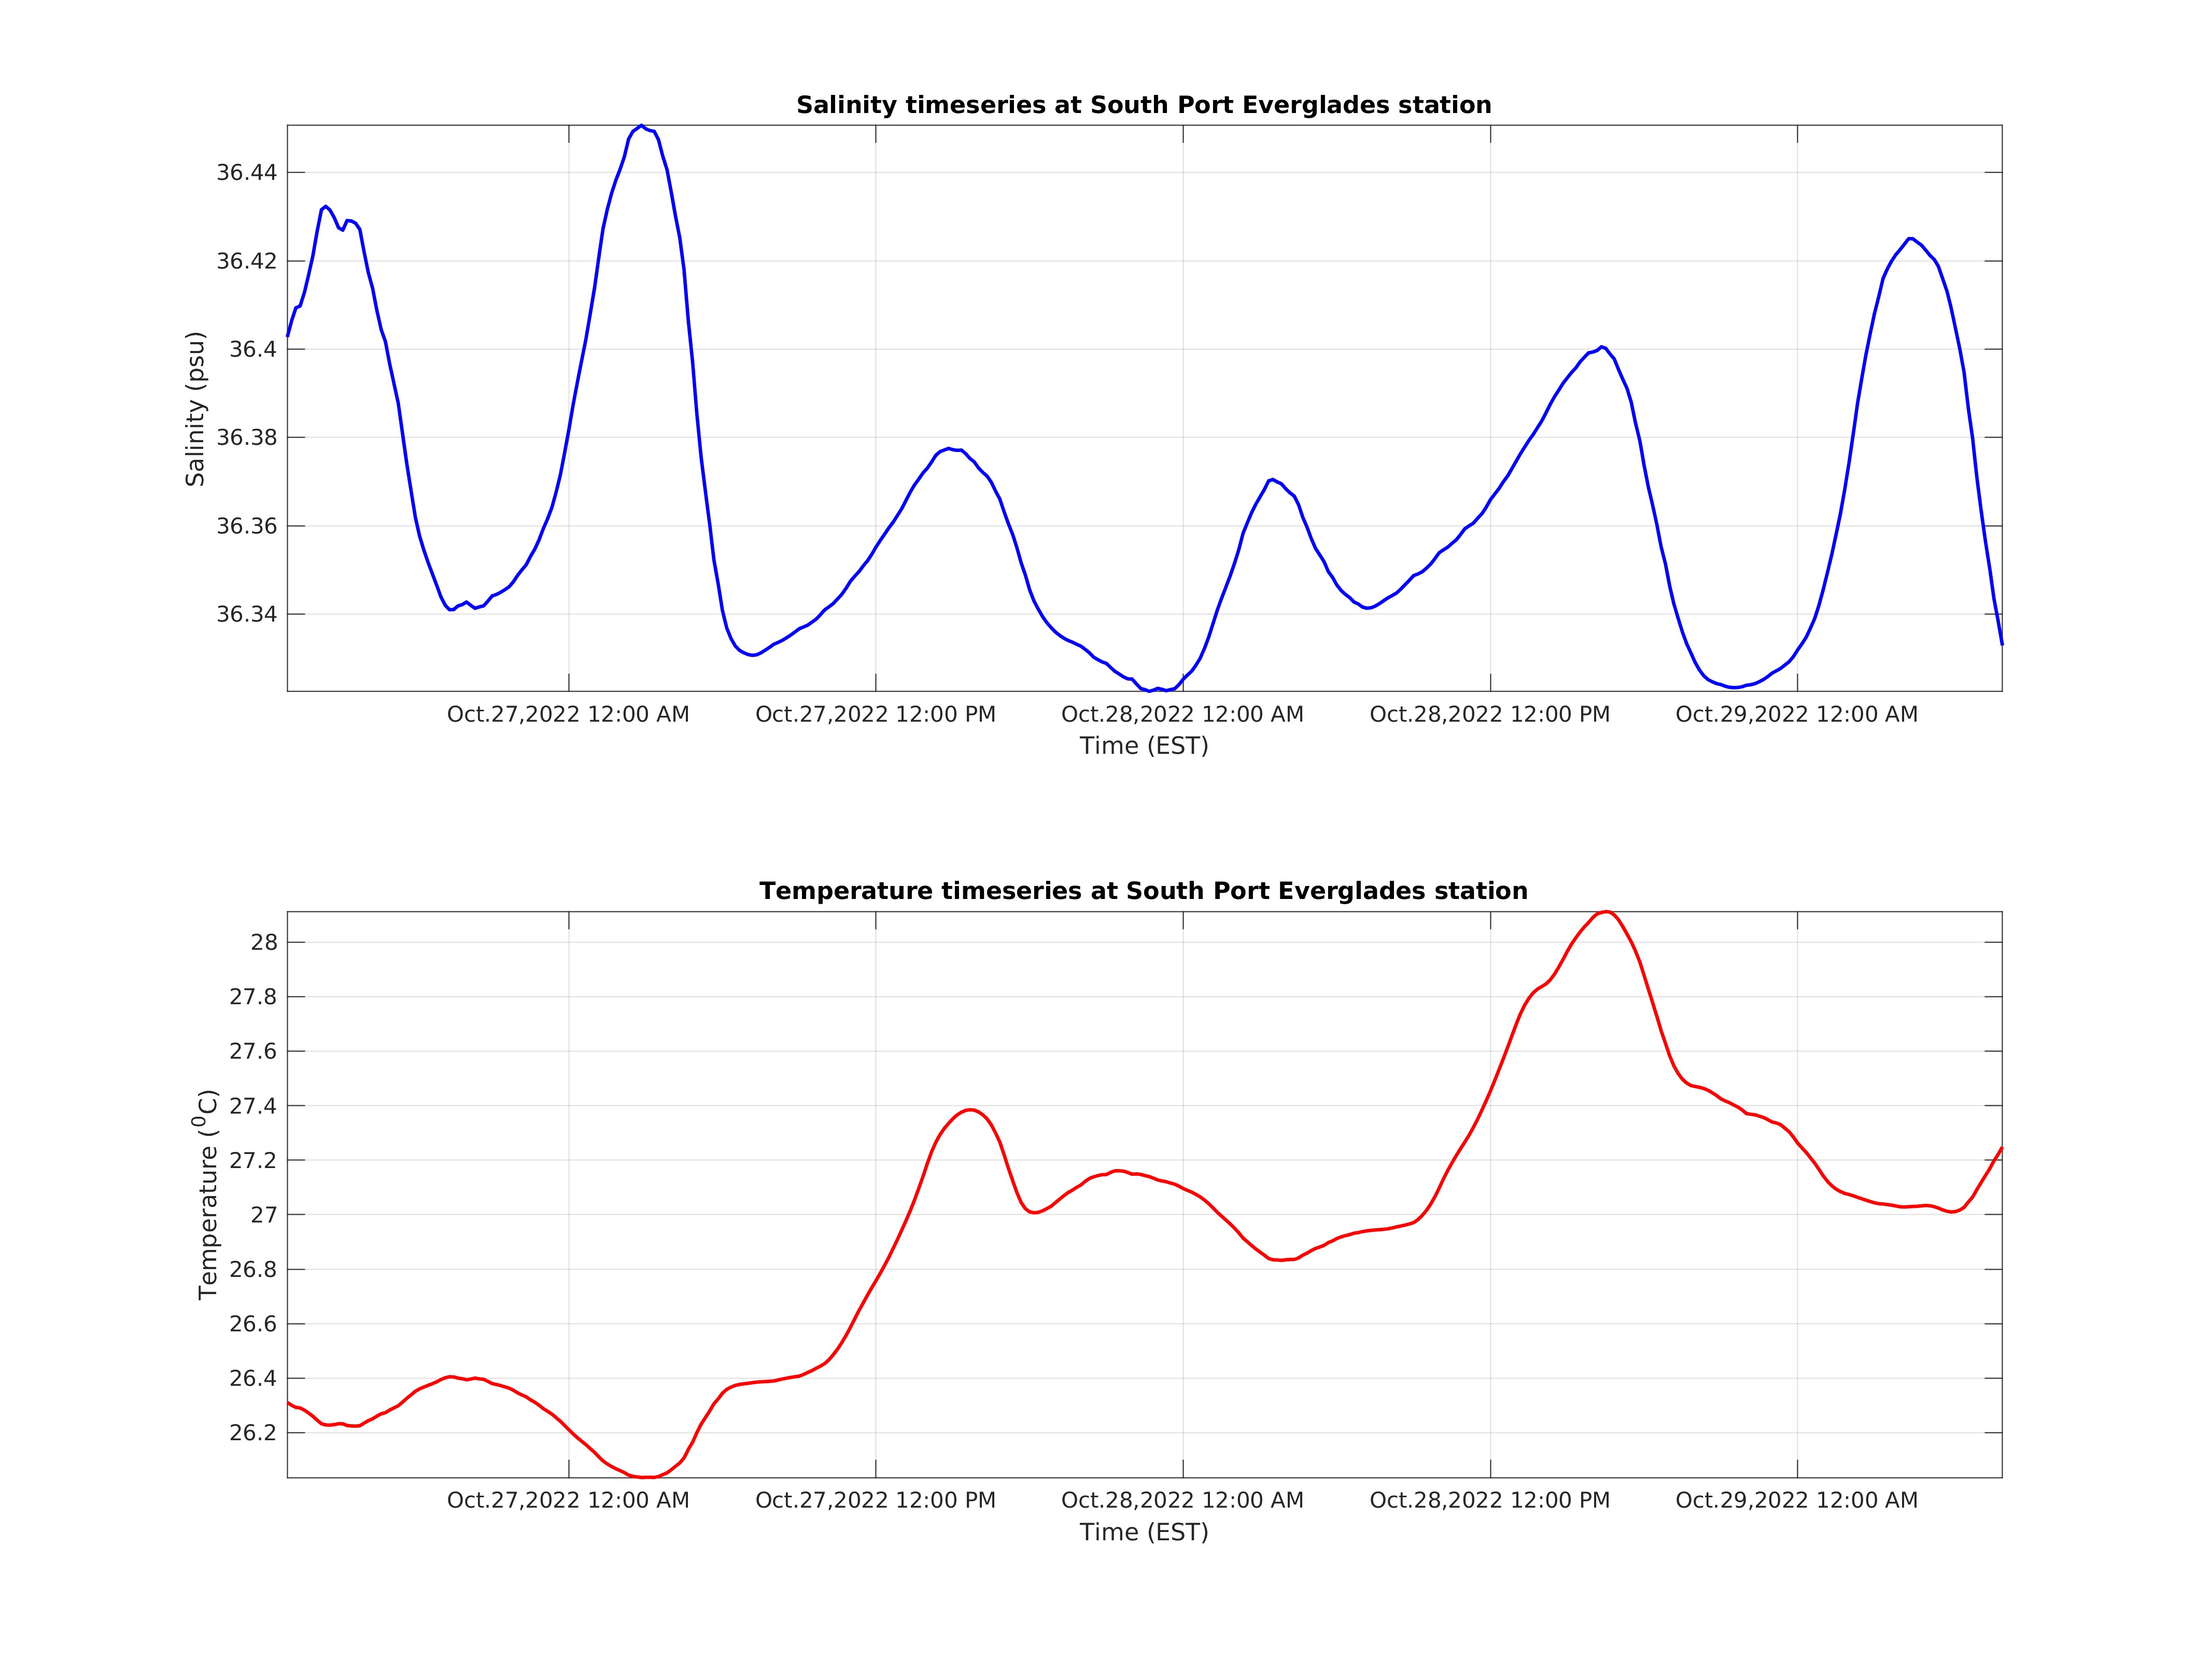 Salinity timeseries at South Port Everglades station
36.44
36.42
36.4
36.38
36.36
36.34
Salinity (psu)
Oct.27,2022 12:00 AM Oct.27,2022 12:00 PM Oct.28,2022 12:00 AM Oct.28,2022 12:00 PM Oct.29,2022 12:00 AM
Time (EST)
Temperature timeseries at South Port Everglades station
28
27.8
27.6
27.4
27.2
27
26.8
26.6
26.4
26.2
Temperature (⁰C)
Oct.27,2022 12:00 AM Oct.27,2022 12:00 PM Oct.28,2022 12:00 AM Oct.28,2022 12:00 PM Oct.29,2022 12:00 AM
Time (EST)